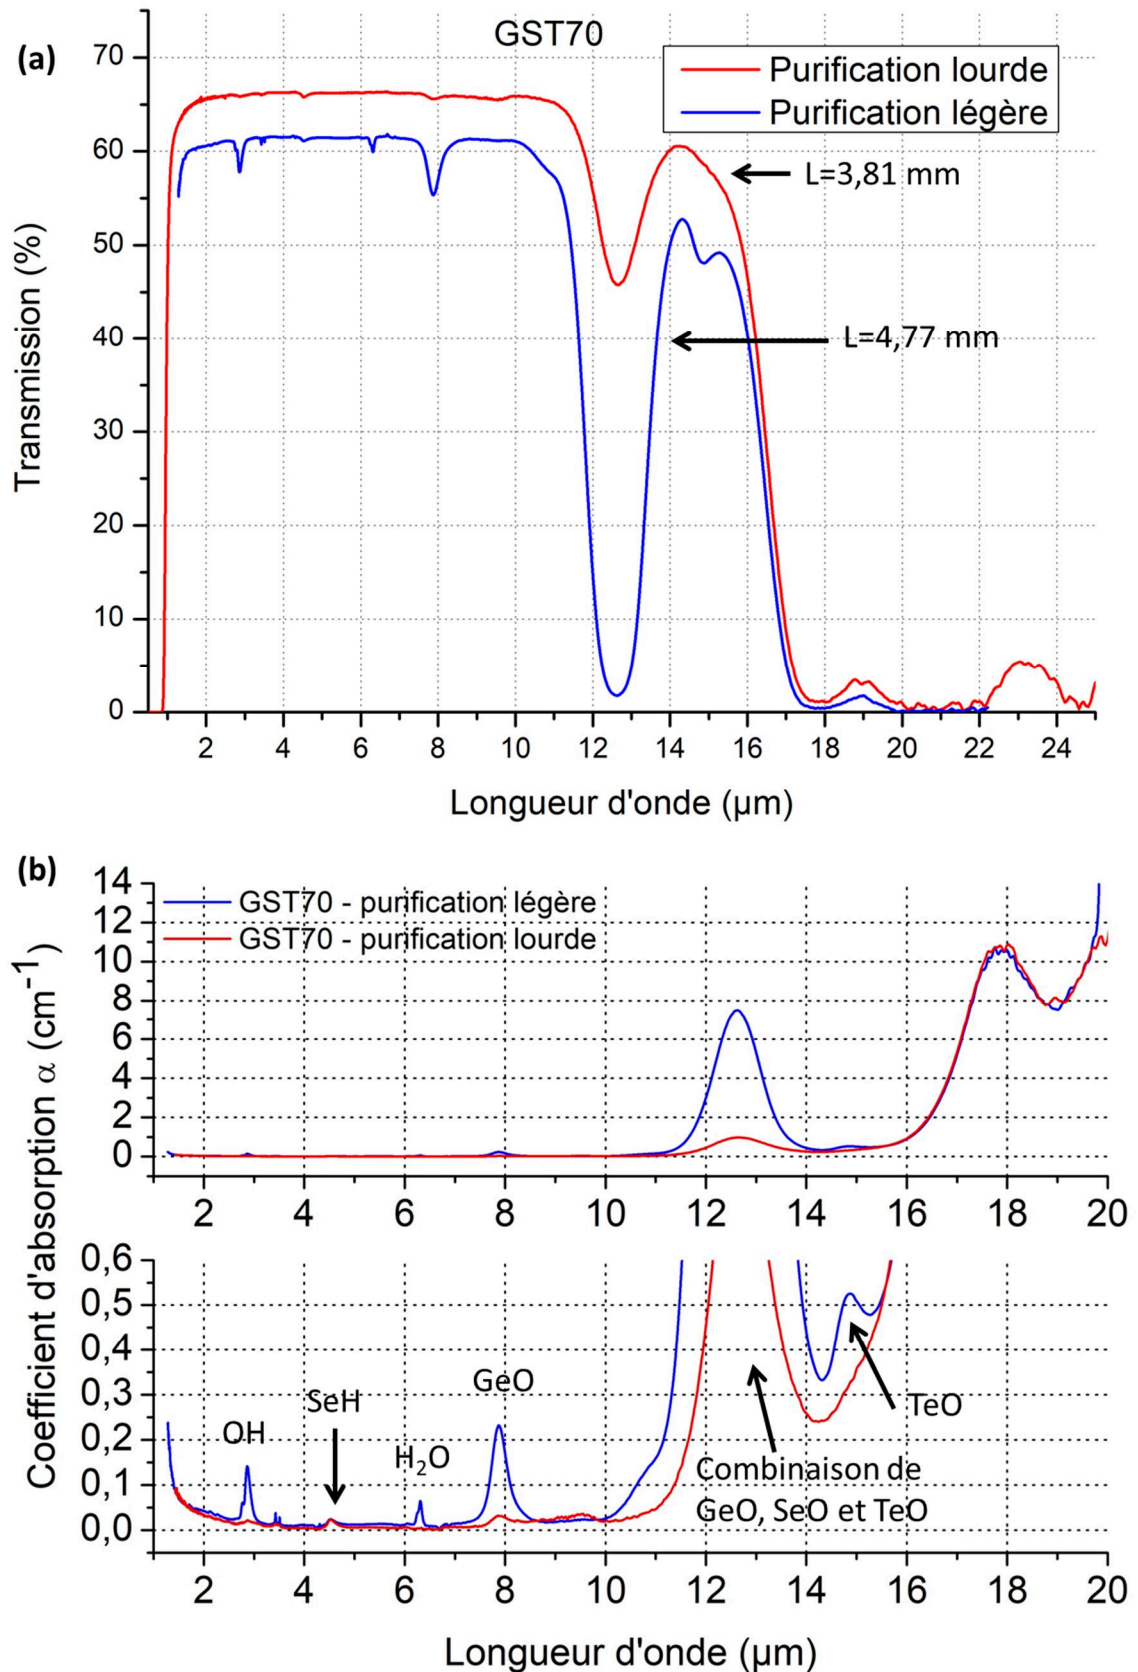 (a)
GST70
Purification lourde
Purification légère
L=3,81 mm
L=4,77 mm
Transmission (%)
70
60
50
40
30
20
10
0
2 4 6 8 10 12 14 16 18 20 22 24
Longueur d'onde (µm)
(b)
GST70 - purification légère
GST70 - purification lourde
Coefficient d'absorption α (cm⁻¹)
14
12
10
8
6
4
2
0
2 4 6 8 10 12 14 16 18 20
0,6
0,5
0,4
0,3
0,2
0,1
0,0
OH
SeH
H₂O
GeO
TeO
Combinaison de
GeO, SeO et TeO
2 4 6 8 10 12 14 16 18 20
Longueur d'onde (µm)